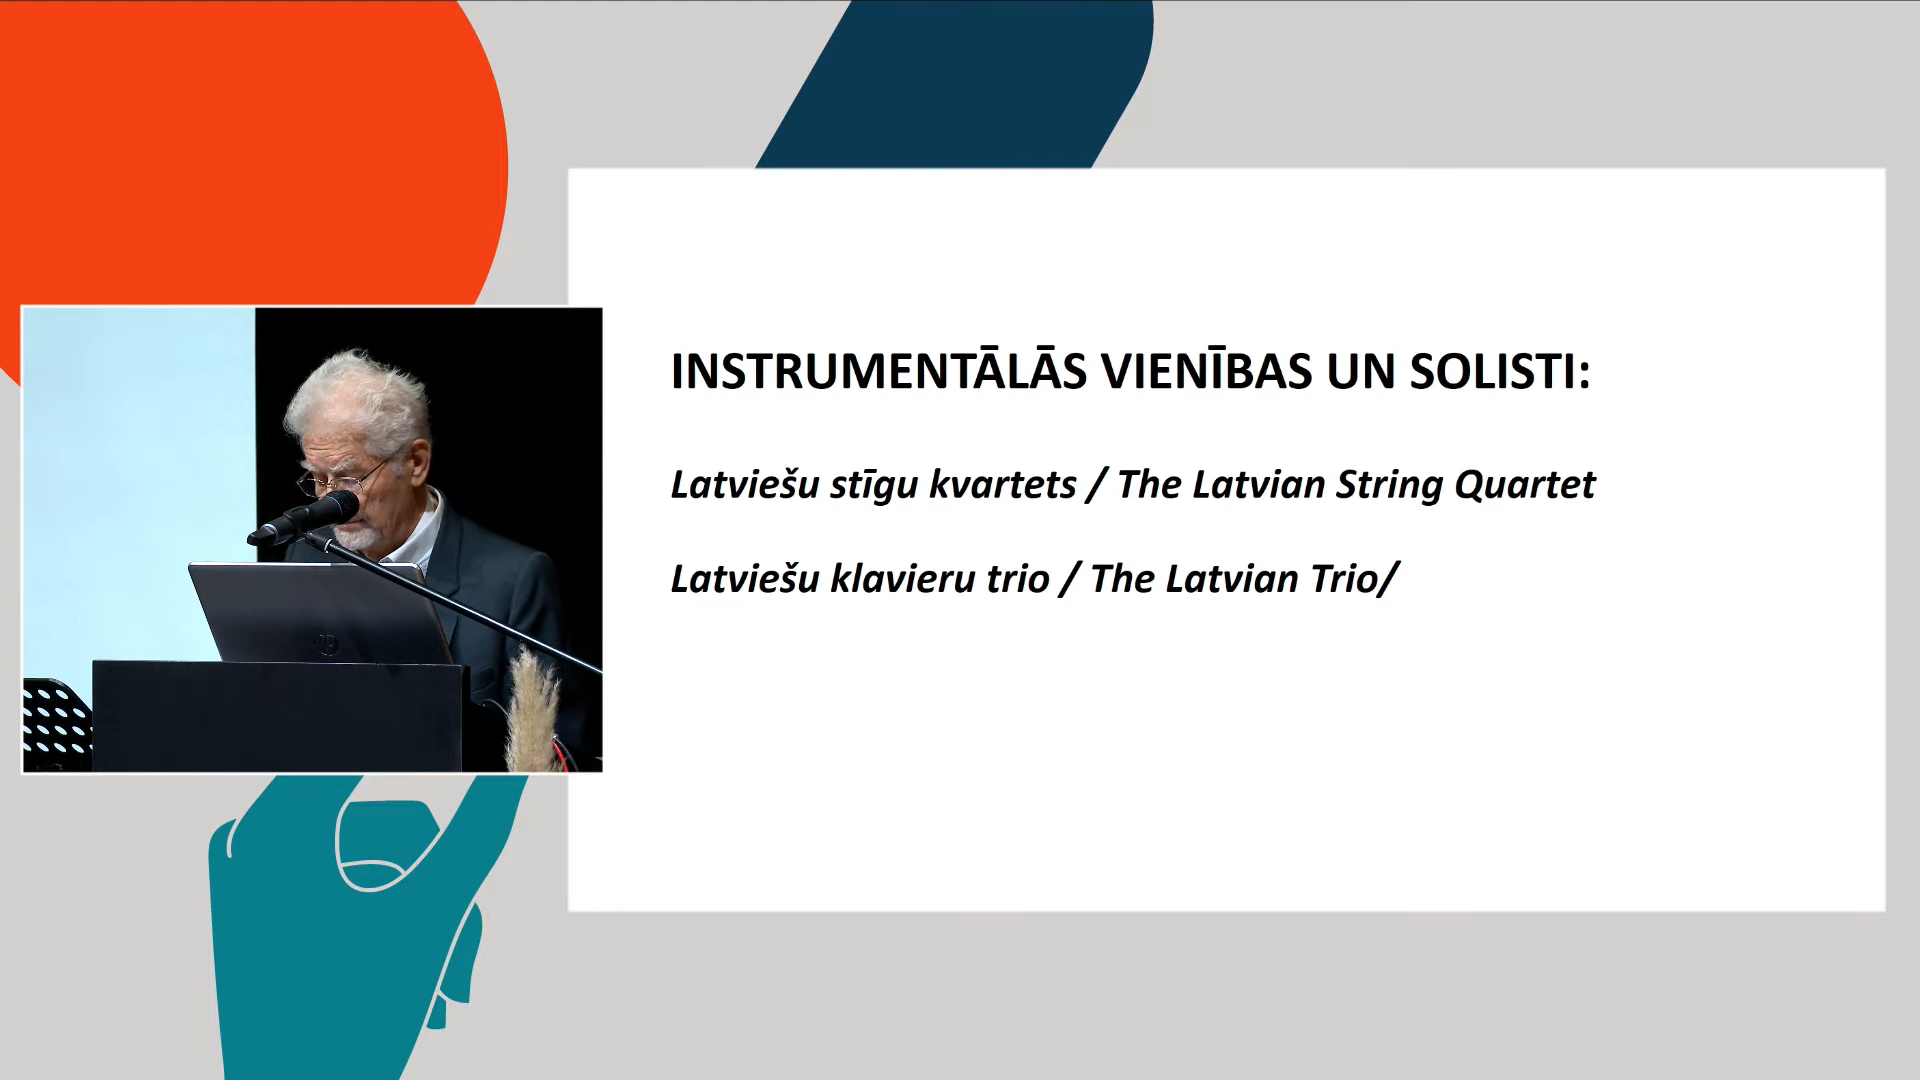 INSTRUMENTĀLĀS VIENĪBAS UN SOLISTI:
Latviešu stīgu kvartets / The Latvian String Quartet
Latviešu klavieru trio / The Latvian Trio/